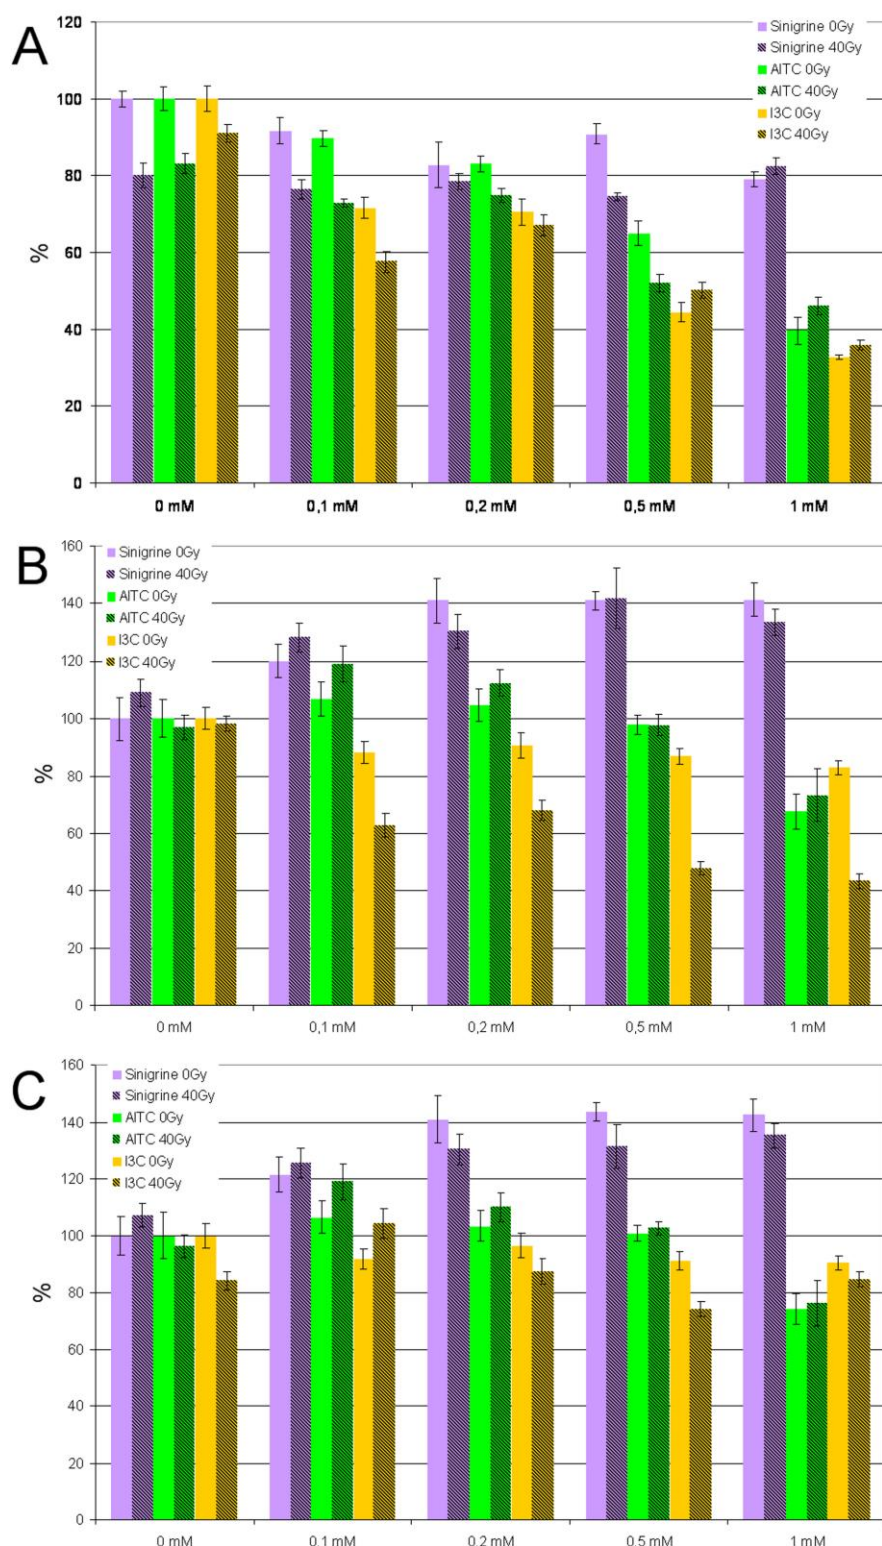 A
120
100
80
60
40
20
0
%
Sinigrine 0Gy
Sinigrine 40Gy
AITC 0Gy
AITC 40Gy
I3C 0Gy
I3C 40Gy
0 mM 0,1 mM 0,2 mM 0,5 mM 1 mM
B
160
140
120
100
80
60
40
20
0
%
Sinigrine 0Gy
Sinigrine 40Gy
AITC 0Gy
AITC 40Gy
I3C 0Gy
I3C 40Gy
0 mM 0,1 mM 0,2 mM 0,5 mM 1 mM
C
160
140
120
100
80
60
40
20
0
%
Sinigrine 0Gy
Sinigrine 40Gy
AITC 0Gy
AITC 40Gy
I3C 0Gy
I3C 40Gy
0 mM 0.1 mM 0.2 mM 0.5 mM 1 mM